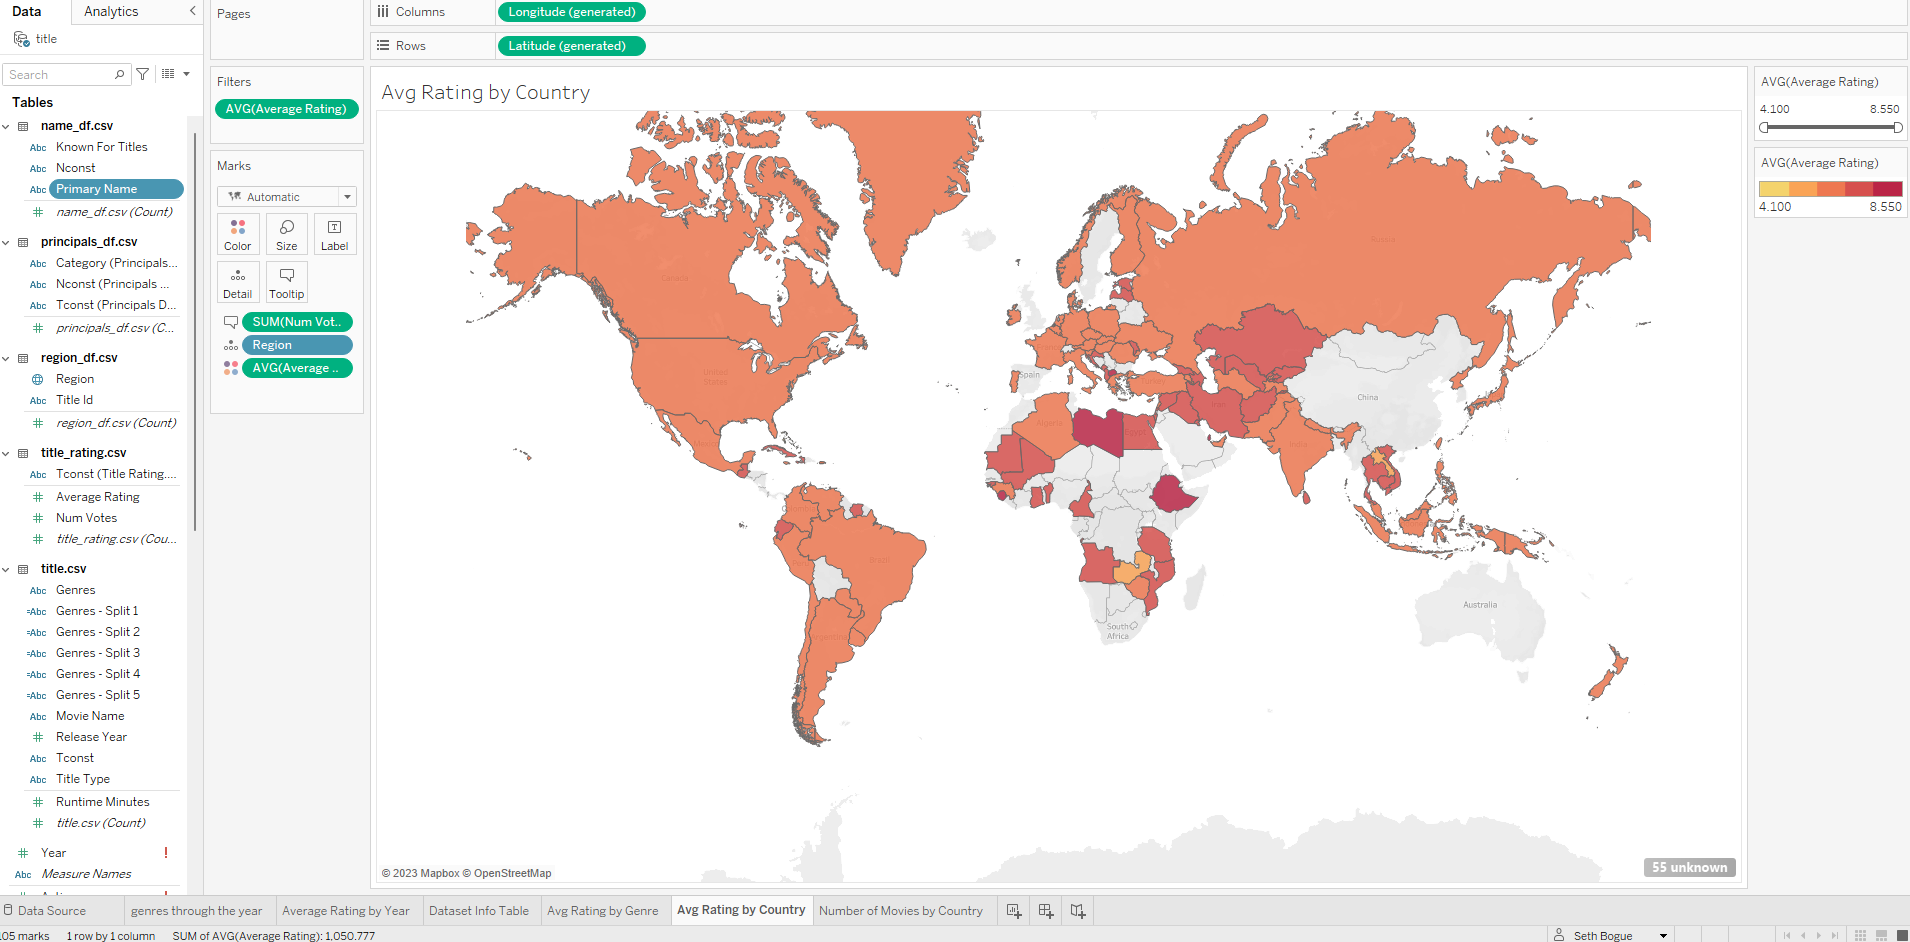 Data
Analytics
title
Search
Tables
name_df.csv
Abc Known For Titles
Abc Nconst
Abc Primary Name
name_df.csv (Count)
principals_df.csv
Abc Category (Principals...
Abc Nconst (Principals ...
Abc Tconst (Principals D...
principals_df.csv (C...
region_df.csv
Region
Abc Title Id
region_df.csv (Count)
title_rating.csv
Abc Tconst (Title Rating....
Average Rating
Num Votes
title_rating.csv (Cou...
title.csv
Abc Genres
=Abc Genres - Split 1
=Abc Genres - Split 2
=Abc Genres - Split 3
=Abc Genres - Split 4
=Abc Genres - Split 5
Abc Movie Name
Release Year
Abc Tconst
Abc Title Type
Runtime Minutes
title.csv (Count)
Year !
Abc Measure Names
Pages
Filters
AVG(Average Rating)
Marks
Automatic
Color Size Label
Detail Tooltip
SUM(Num Vot..
Region
AVG(Average ..
Columns Longitude (generated)
Rows Latitude (generated)
Avg Rating by Country
Canada
United
States
Mexico
Brazil
Argentina
Spain
Algeria
Egypt
Turkey
Iran
Russia
China
India
South
Africa
Australia
© 2023 Mapbox © OpenStreetMap
55 unknown
AVG(Average Rating)
4.100 8.550
AVG(Average Rating)
4.100 8.550
Data Source
genres through the year
Average Rating by Year
Dataset Info Table
Avg Rating by Genre
Avg Rating by Country
Number of Movies by Country
105 marks 1 row by 1 column SUM of AVG(Average Rating): 1,050.777
Seth Bogue